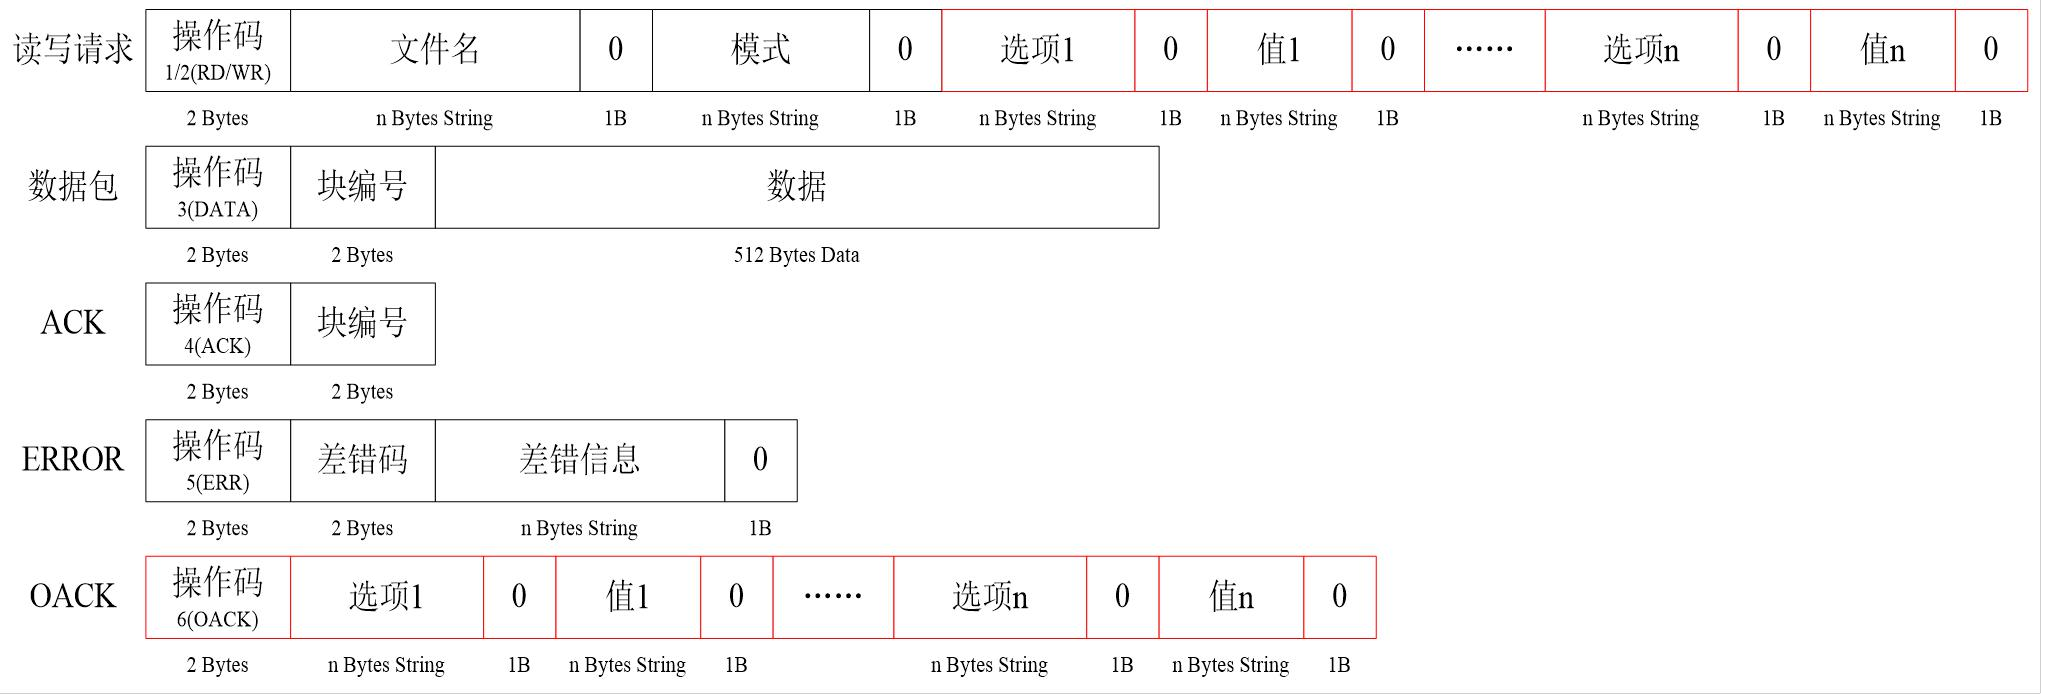 读写请求 操作码 文件名 0 模式 0 选项1 0 值1 0 …… 选项n 0 值n 0
1/2(RD/WR)
2 Bytes n Bytes String 1B n Bytes String 1B n Bytes String 1B n Bytes String 1B n Bytes String 1B n Bytes String 1B
数据包 操作码 块编号 数据
3(DATA)
2 Bytes 2 Bytes 512 Bytes Data
ACK 操作码 块编号
4(ACK)
2 Bytes 2 Bytes
ERROR 操作码 差错码 差错信息 0
5(ERR)
2 Bytes 2 Bytes n Bytes String 1B
OACK 操作码 选项1 0 值1 0 …… 选项n 0 值n 0
6(OACK)
2 Bytes n Bytes String 1B n Bytes String 1B n Bytes String 1B n Bytes String 1B